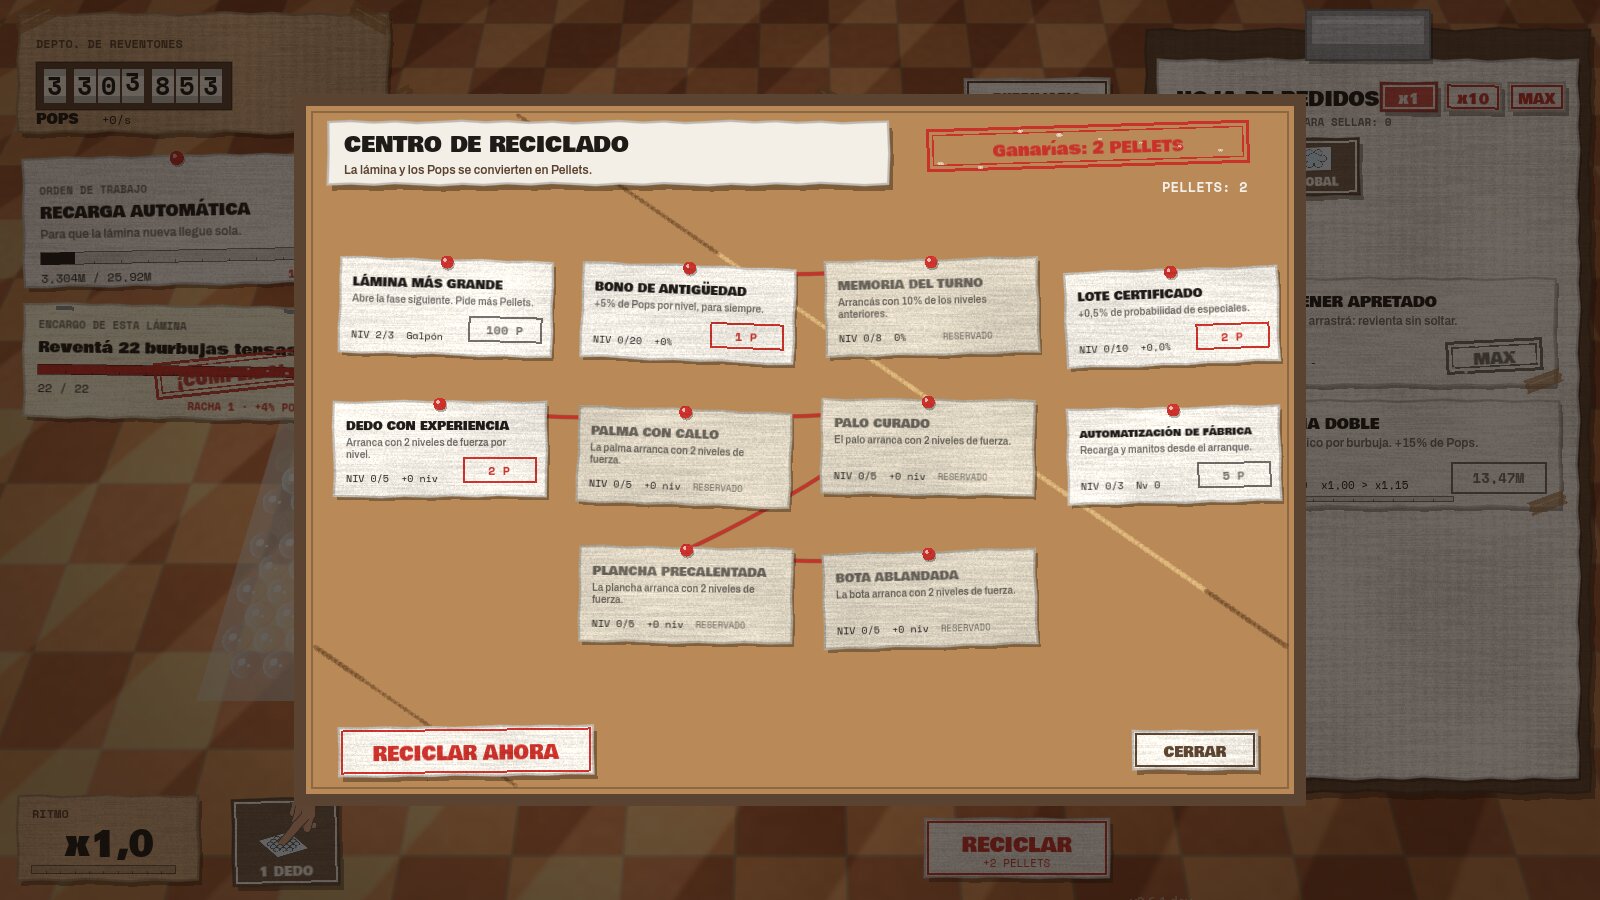 DEPTO. DE REVENTONES
3 303 853
POPS +0/s
ORDEN DE TRABAJO
RECARGA AUTOMÁTICA
Para que la lámina nueva llegue sola.
3,304M / 25,92M
ENCARGO DE ESTA LÁMINA
Reventá 22 burbujas tensas
22 / 22
RACHA 1 · +4% PO
RITMO
x1,0
1 DEDO
CENTRO DE RECICLADO
La lámina y los Pops se convierten en Pellets.
Ganarías: 2 PELLETS
PELLETS: 2
LÁMINA MÁS GRANDE
Abre la fase siguiente. Pide más Pellets.
NIV 2/3 Galpón
100 P
BONO DE ANTIGÜEDAD
+5% de Pops por nivel, para siempre.
NIV 0/20 +0%
1 P
MEMORIA DEL TURNO
Arrancás con 10% de los niveles
anteriores.
NIV 0/8 0%
RESERVADO
LOTE CERTIFICADO
+0,5% de probabilidad de especiales.
NIV 0/10 +0,0%
2 P
DEDO CON EXPERIENCIA
Arranca con 2 niveles de fuerza por
nivel.
NIV 0/5 +0 niv
2 P
PALMA CON CALLO
La palma arranca con 2 niveles de
fuerza.
NIV 0/5 +0 niv RESERVADO
PALO CURADO
El palo arranca con 2 niveles de fuerza.
NIV 0/5 +0 niv RESERVADO
AUTOMATIZACIÓN DE FÁBRICA
Recarga y manitos desde el arranque.
NIV 0/3 Nv 0
5 P
PLANCHA PRECALENTADA
La plancha arranca con 2 niveles de
fuerza.
NIV 0/5 +0 niv RESERVADO
BOTA ABLANDADA
La bota arranca con 2 niveles de fuerza.
NIV 0/5 +0 niv RESERVADO
RECICLAR AHORA
CERRAR
RECICLAR
+2 PELLETS
HOJA DE PEDIDOS
x1
x10
MAX
ARA SELLAR: 0
OBAL
ENER APRETADO
arrastrá: revienta sin soltar.
MAX
IA DOBLE
ico por burbuja. +15% de Pops.
x1,00 > x1,15
13,47M